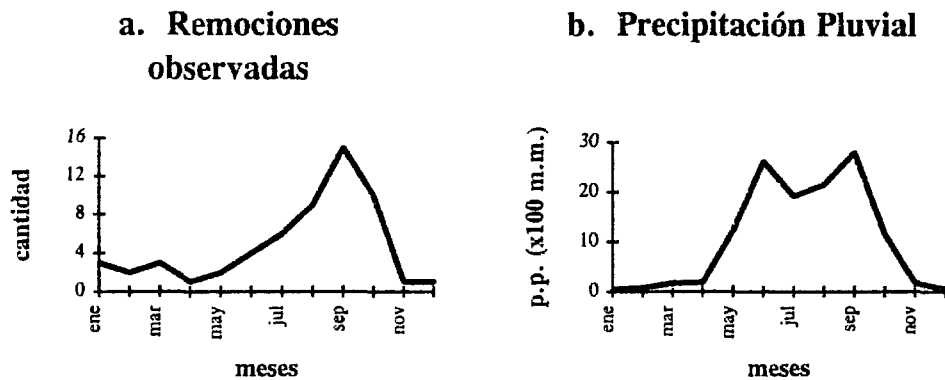 a. Remociones
observadas
cantidad
16
12
8
4
0
ene
mar
may
jul
sep
nov
meses
b. Precipitación Pluvial
p.p. (x100 m.m.)
30
20
10
0
ene
mar
may
jul
sep
nov
meses